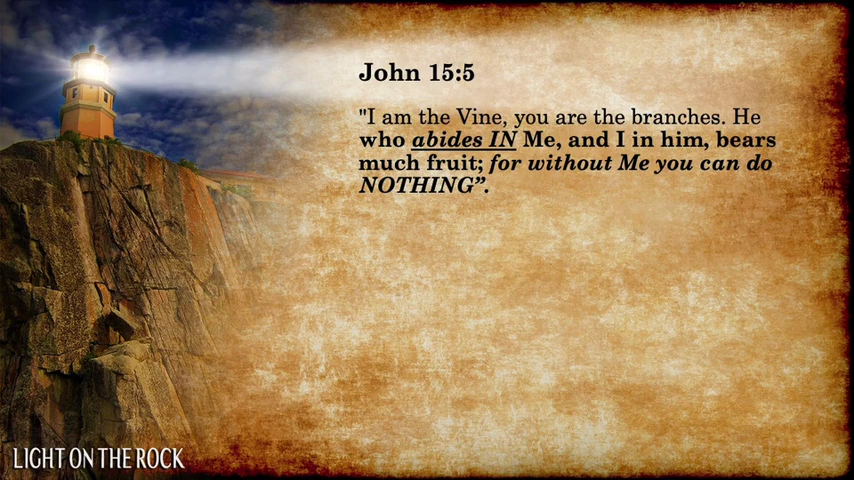 John 15:5
"I am the Vine, you are the branches. He
who abides IN Me, and I in him, bears
much fruit; for without Me you can do
NOTHING”.
LIGHT ON THE ROCK